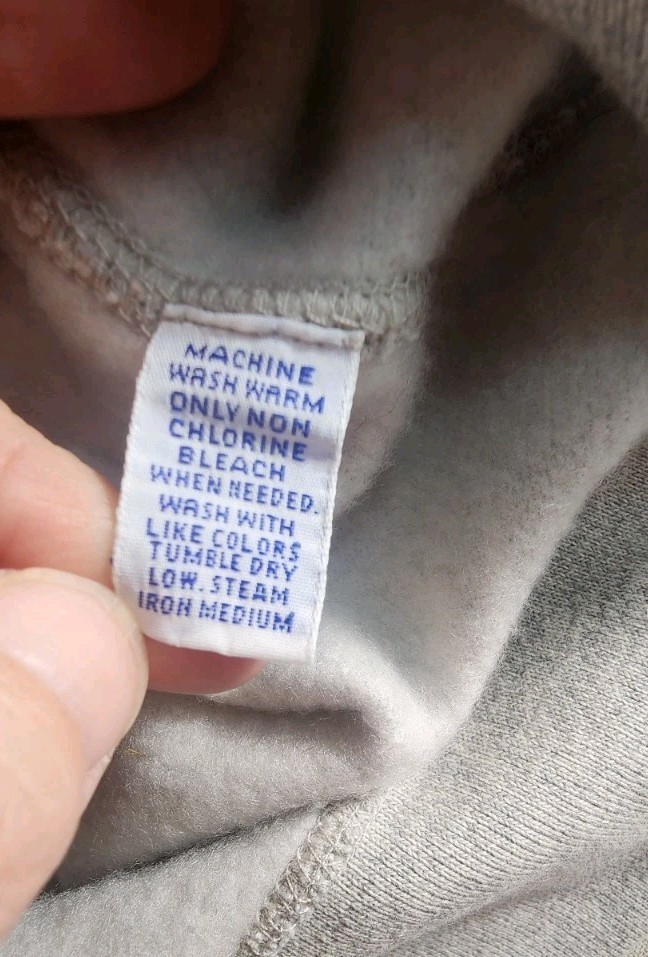 MACHINE
WASH WARM
ONLY NON
CHLORINE
BLEACH
WHEN NEEDED.
WASH WITH
LIKE COLORS
TUMBLE DRY
LOW. STEAM
IRON MEDIUM